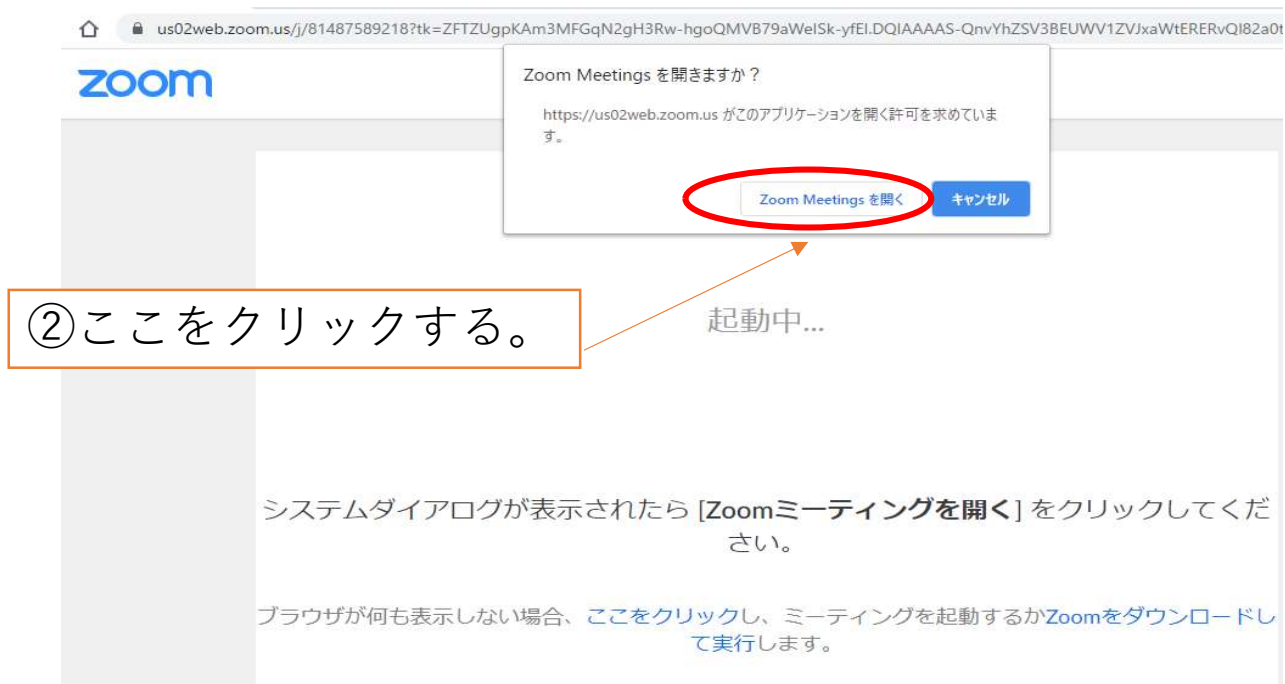 us02web.zoom.us/j/81487589218?tk=ZFTZUgpKAm3MFGqN2gH3Rw-hgoQMVB79aWelSk-yfEI.DQIAAAAS-QnvYhZSV3BEUWV1ZVJxaWtERERvQl82a0t
zoom
Zoom Meetings を開きますか？
https://us02web.zoom.us がこのアプリケーションを開く許可を求めていま
す。
Zoom Meetings を開く
キャンセル
②ここをクリックする。
起動中...
システムダイアログが表示されたら [Zoomミーティングを開く] をクリックしてくだ
さい。
ブラウザが何も表示しない場合、ここをクリックし、ミーティングを起動するかZoomをダウンロードし
て実行します。